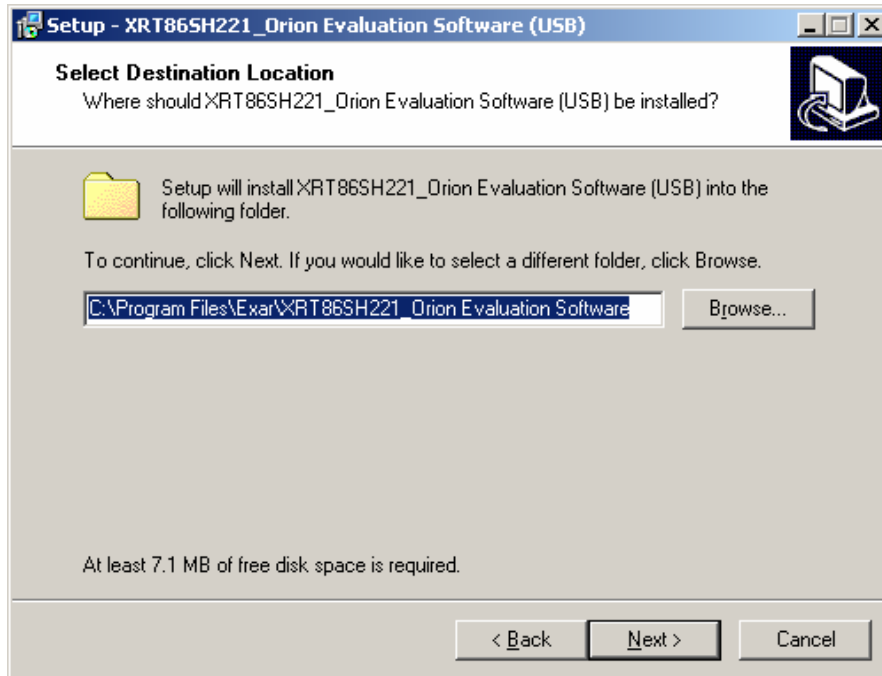 Setup - XRT86SH221_Orion Evaluation Software (USB)
Select Destination Location
Where should XRT86SH221_Orion Evaluation Software (USB) be installed?
Setup will install XRT86SH221_Orion Evaluation Software (USB) into the
following folder.
To continue, click Next. If you would like to select a different folder, click Browse.
C:\Program Files\Exar\XRT86SH221_Orion Evaluation Software
Browse...
At least 7.1 MB of free disk space is required.
< Back
Next >
Cancel